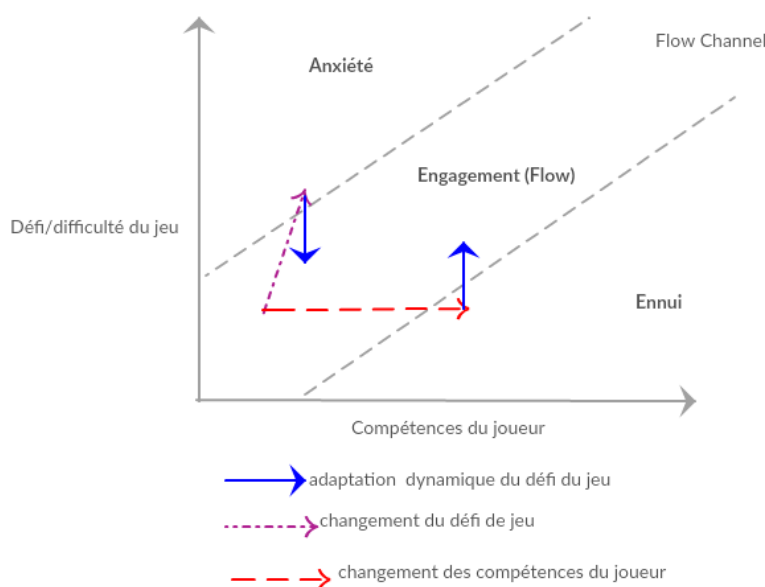 Flow Channel
Anxiété
Engagement (Flow)
Défi/difficulté du jeu
Ennui
Compétences du joueur
adaptation dynamique du défi du jeu
changement du défi de jeu
changement des compétences du joueur